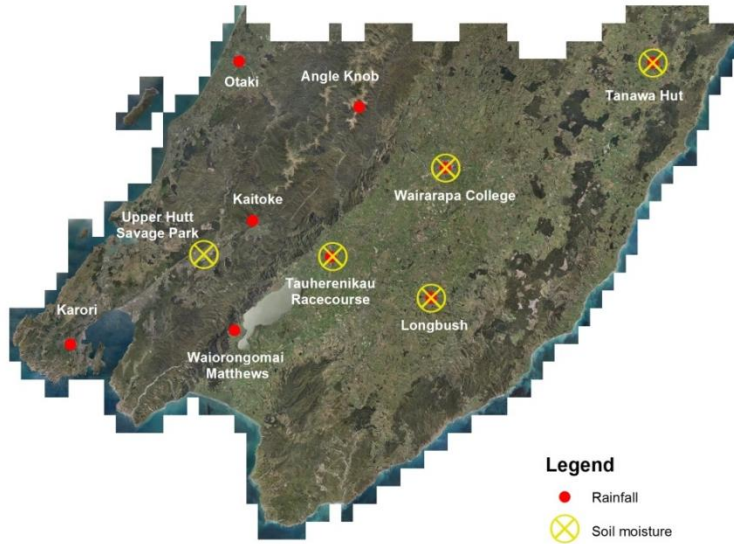 Otaki
Angle Knob
Tanawa Hut
Wairarapa College
Kaitoke
Upper Hutt
Savage Park
Tauherenikau
Racecourse
Longbush
Karori
Waiorongomai
Matthews
Legend
Rainfall
Soil moisture